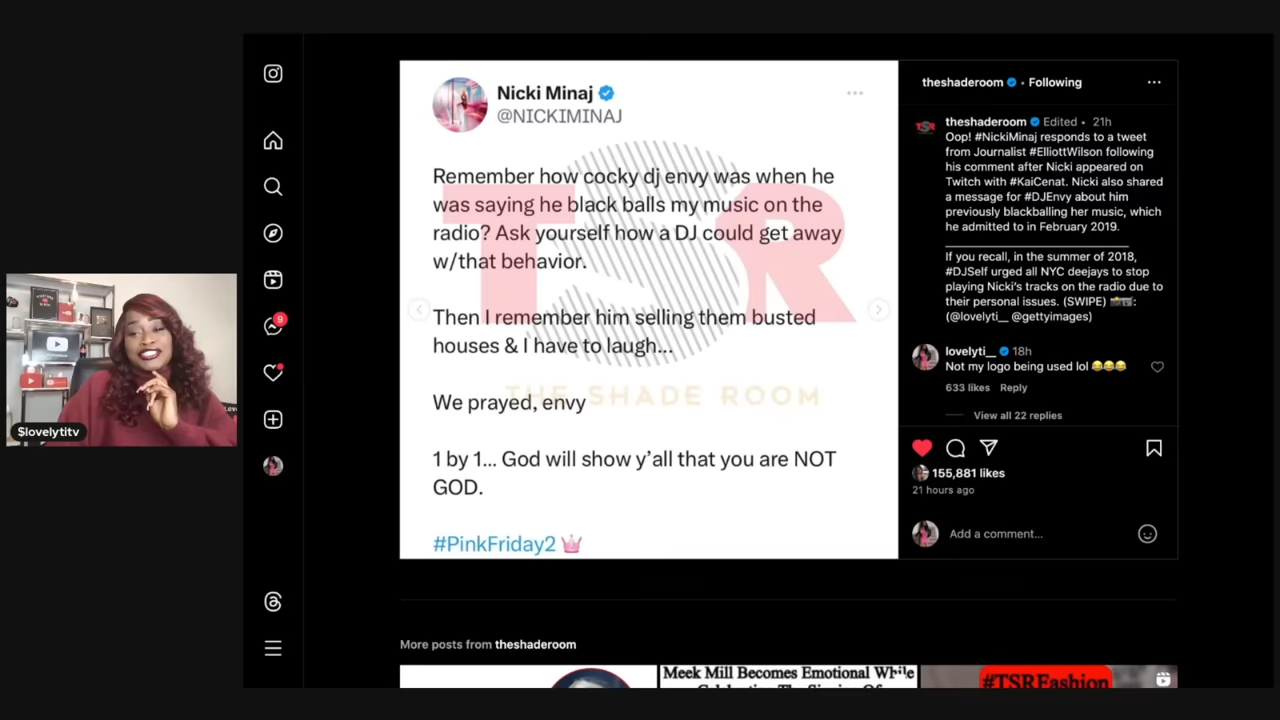 Nicki Minaj
@NICKIMINAJ
Remember how cocky dj envy was when he
was saying he black balls my music on the
radio? Ask yourself how a DJ could get away
w/that behavior.
Then I remember him selling them busted
houses & I have to laugh...
We prayed, envy
1 by 1... God will show y'all that you are NOT
GOD.
#PinkFriday2
TSR
THE SHADE ROOM
theshaderoom • Following
theshaderoom Edited • 21h
Oop! #NickiMinaj responds to a tweet
from Journalist #ElliottWilson following
his comment after Nicki appeared on
Twitch with #KaiCenat. Nicki also shared
a message for #DJEnvy about him
previously blackballing her music, which
he admitted to in February 2019.
If you recall, in the summer of 2018,
#DJSelf urged all NYC deejays to stop
playing Nicki's tracks on the radio due to
their personal issues. (SWIPE) 📸:
(@lovelyti__ @gettyimages)
lovelyti__ 18h
Not my logo being used lol 😂😂😂
633 likes Reply
View all 22 replies
155,881 likes
21 hours ago
Add a comment...
9
$lovelytitv
More posts from theshaderoom
Meek Mill Becomes Emotional While
Celebrating The Signing Of
#TSRFashion